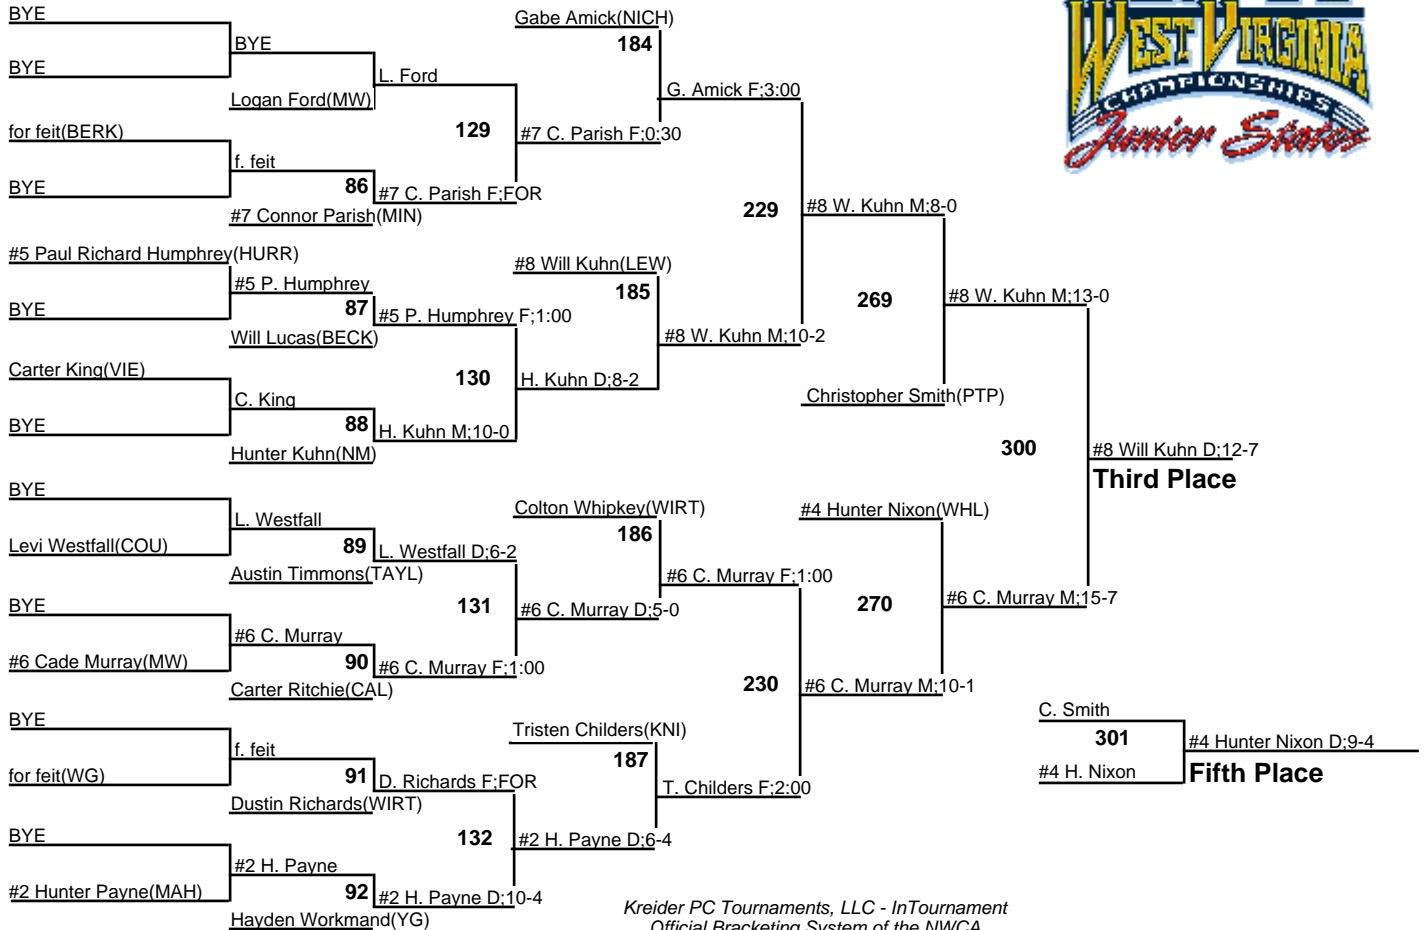 BYE
BYE
BYE
L. Ford
Logan Ford(MW)
for feit(BERK)
129
f. feit
BYE
86
#7 C. Parish F;FOR
#7 Connor Parish(MIN)
Gabe Amick(NICH)
184
G. Amick F;3:00
#7 C. Parish F;0:30
WEST VIRGINIA
CHAMPIONSHIPS
Junior States
#5 Paul Richard Humphrey(HURR)
#5 P. Humphrey
BYE
87
#5 P. Humphrey F;1:00
Will Lucas(BECK)
Carter King(VIE)
130
C. King
BYE
88
H. Kuhn M;10-0
Hunter Kuhn(NM)
#8 Will Kuhn(LEW)
185
#8 W. Kuhn M;10-2
H. Kuhn D;8-2
229
#8 W. Kuhn M;8-0
269
#8 W. Kuhn M;13-0
Christopher Smith(PTP)
300
#8 Will Kuhn D;12-7
Third Place
BYE
L. Westfall
Levi Westfall(COU)
89
L. Westfall D;6-2
Austin Timmons(TAYL)
BYE
131
#6 C. Murray D;5-0
#6 C. Murray
#6 Cade Murray(MW)
90
#6 C. Murray F;1:00
Carter Ritchie(CAL)
Colton Whipkey(WIRT)
186
#6 C. Murray F;1:00
#4 Hunter Nixon(WHL)
270
#6 C. Murray M;15-7
230
#6 C. Murray M;10-1
BYE
f. feit
for feit(WG)
91
D. Richards F;FOR
Dustin Richards(WIRT)
BYE
132
#2 H. Payne D;6-4
#2 H. Payne
#2 Hunter Payne(MAH)
92
#2 H. Payne D;10-4
Hayden Workmand(YG)
Tristen Childers(KNI)
187
T. Childers F;2:00
C. Smith
301
#4 Hunter Nixon D;9-4
#4 H. Nixon
Fifth Place
Kreider PC Tournaments, LLC - InTournament
Official Bracketing System of the NWCA